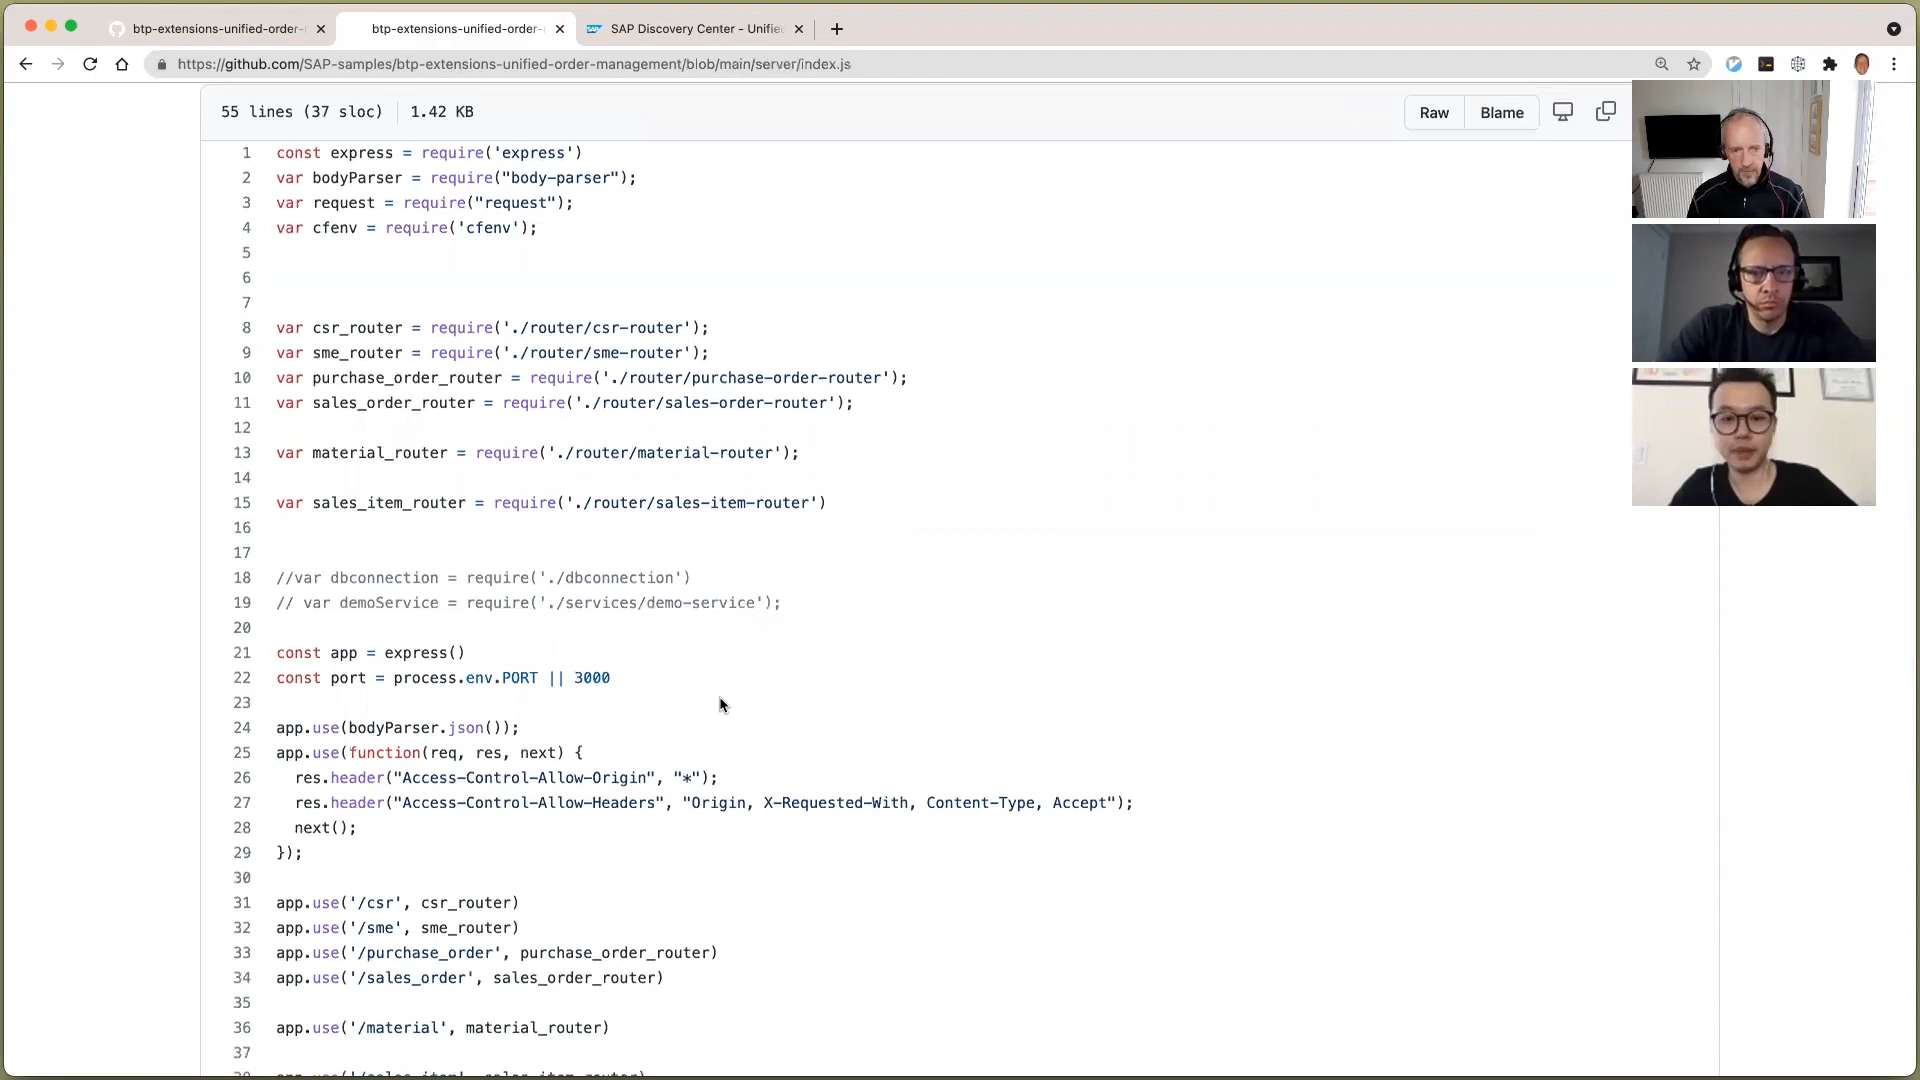 btp-extensions-unified-order-
btp-extensions-unified-order-
SAP Discovery Center - Unifie
https://github.com/SAP-samples/btp-extensions-unified-order-management/blob/main/server/index.js
55 lines (37 sloc) 1.42 KB
Raw Blame
1 const express = require('express')
2 var bodyParser = require("body-parser");
3 var request = require("request");
4 var cfenv = require('cfenv');
5
6
7
8 var csr_router = require('./router/csr-router');
9 var sme_router = require('./router/sme-router');
10 var purchase_order_router = require('./router/purchase-order-router');
11 var sales_order_router = require('./router/sales-order-router');
12
13 var material_router = require('./router/material-router');
14
15 var sales_item_router = require('./router/sales-item-router')
16
17
18 //var dbconnection = require('./dbconnection')
19 // var demoService = require('./services/demo-service');
20
21 const app = express()
22 const port = process.env.PORT || 3000
23
24 app.use(bodyParser.json());
25 app.use(function(req, res, next) {
26 res.header("Access-Control-Allow-Origin", "*");
27 res.header("Access-Control-Allow-Headers", "Origin, X-Requested-With, Content-Type, Accept");
28 next();
29 });
30
31 app.use('/csr', csr_router)
32 app.use('/sme', sme_router)
33 app.use('/purchase_order', purchase_order_router)
34 app.use('/sales_order', sales_order_router)
35
36 app.use('/material', material_router)
37